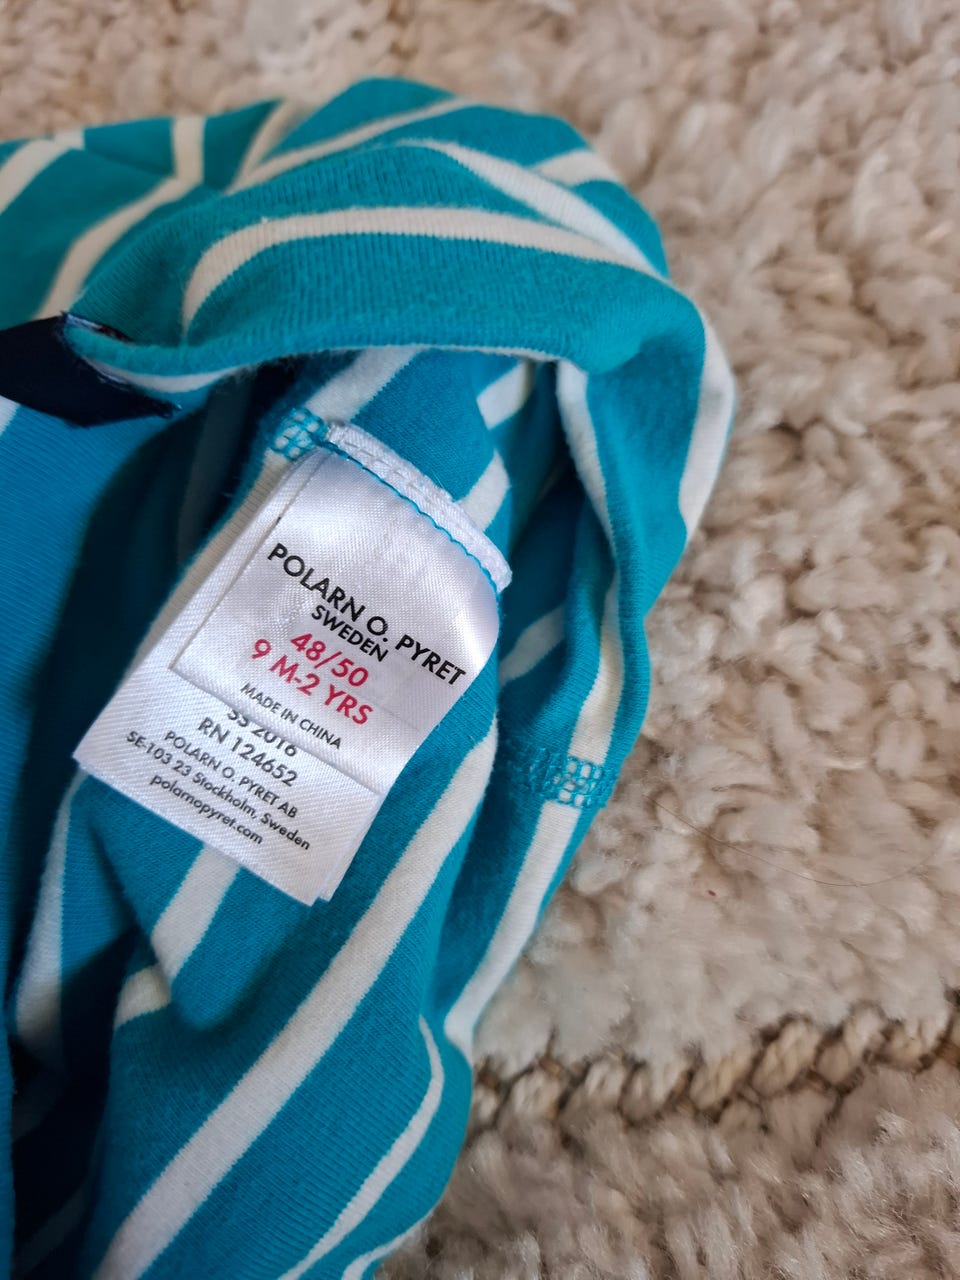 POLARN O. PYRET
SWEDEN
48/50
9 M-2 YRS
MADE IN CHINA
SS 2016
RN 124652
POLARN O. PYRET AB
SE-103 23 Stockholm, Sweden
polarnopyret.com